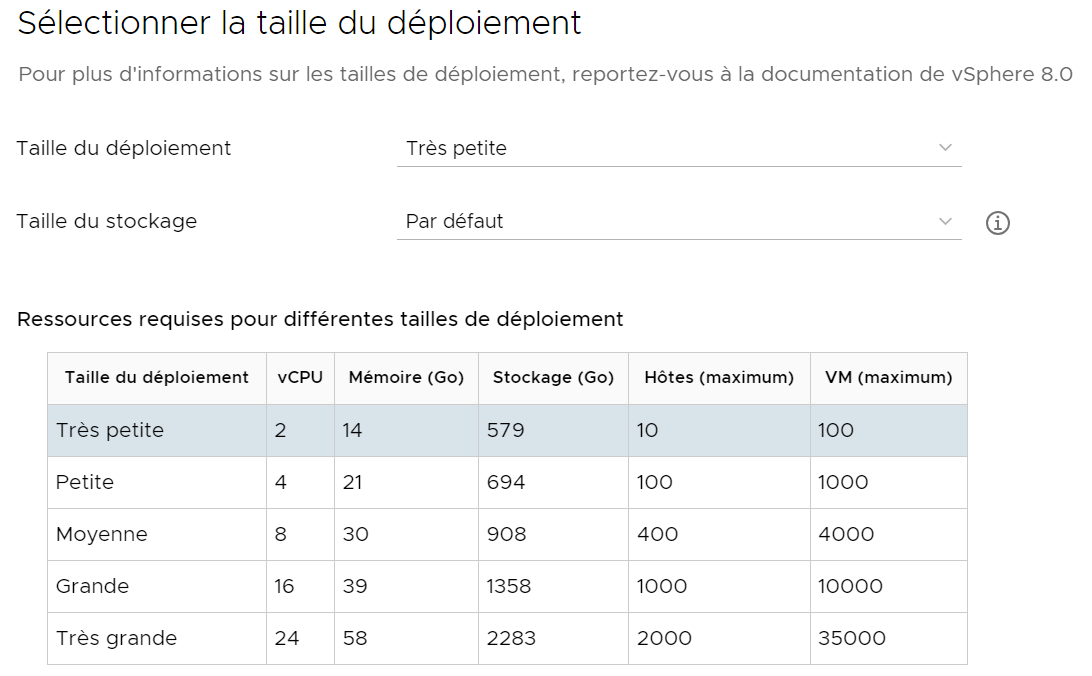 Sélectionner la taille du déploiement
Pour plus d'informations sur les tailles de déploiement, reportez-vous à la documentation de vSphere 8.0
Taille du déploiement Très petite
Taille du stockage Par défaut
Ressources requises pour différentes tailles de déploiement
Taille du déploiement vCPU Mémoire (Go) Stockage (Go) Hôtes (maximum) VM (maximum)
Très petite 2 14 579 10 100
Petite 4 21 694 100 1000
Moyenne 8 30 908 400 4000
Grande 16 39 1358 1000 10000
Très grande 24 58 2283 2000 35000